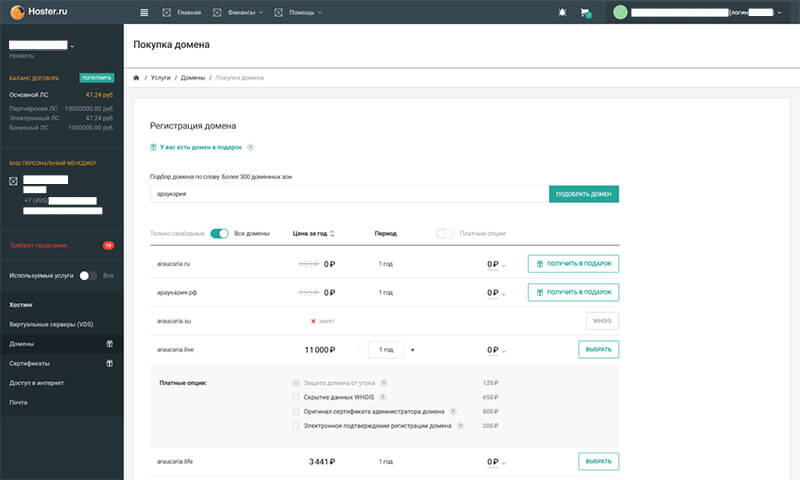 Hoster.ru
Главная
Финансы
Помощь
(логин
Hoster.ru
БАЛАНС ДОГОВОРА
ПОПОЛНИТЬ
Основной ЛС 47.24 руб.
Партнёрский ЛС -10000000.00 руб.
Электронный ЛС 47.24 руб.
Бонусный ЛС 1000000.00 руб.
ВАШ ПЕРСОНАЛЬНЫЙ МЕНЕДЖЕР
+7 (495)
Требуют продления
Используемые услуги Все
Хостинг
Виртуальные серверы (VDS)
Домены
Сертификаты
Доступ в интернет
Почта
Покупка домена
/ Услуги / Домены / Покупка домена
Регистрация домена
У вас есть домен в подарок ?
Подбор домена по слову. Более 300 доменных зон
араукария ПОДОБРАТЬ ДОМЕН
Только свободные Все домены Цена за год Период Платные опции
araucaria.ru 155 ₽ 0 ₽ 1 год 0 ₽ ПОЛУЧИТЬ В ПОДАРОК
араукария.рф 155 ₽ 0 ₽ 1 год 0 ₽ ПОЛУЧИТЬ В ПОДАРОК
araucaria.su занят WHOIS
araucaria.live 11 000 ₽ - 1 год + 0 ₽ ВЫБРАТЬ
Платные опции: Защита домена от угона ? 120 ₽
Скрытие данных WHOIS ? 650 ₽
Оригинал сертификата администратора домена ? 800 ₽
Электронное подтверждение регистрации домена ? 200 ₽
araucaria.life 3 441 ₽ 1 год 0 ₽ ВЫБРАТЬ